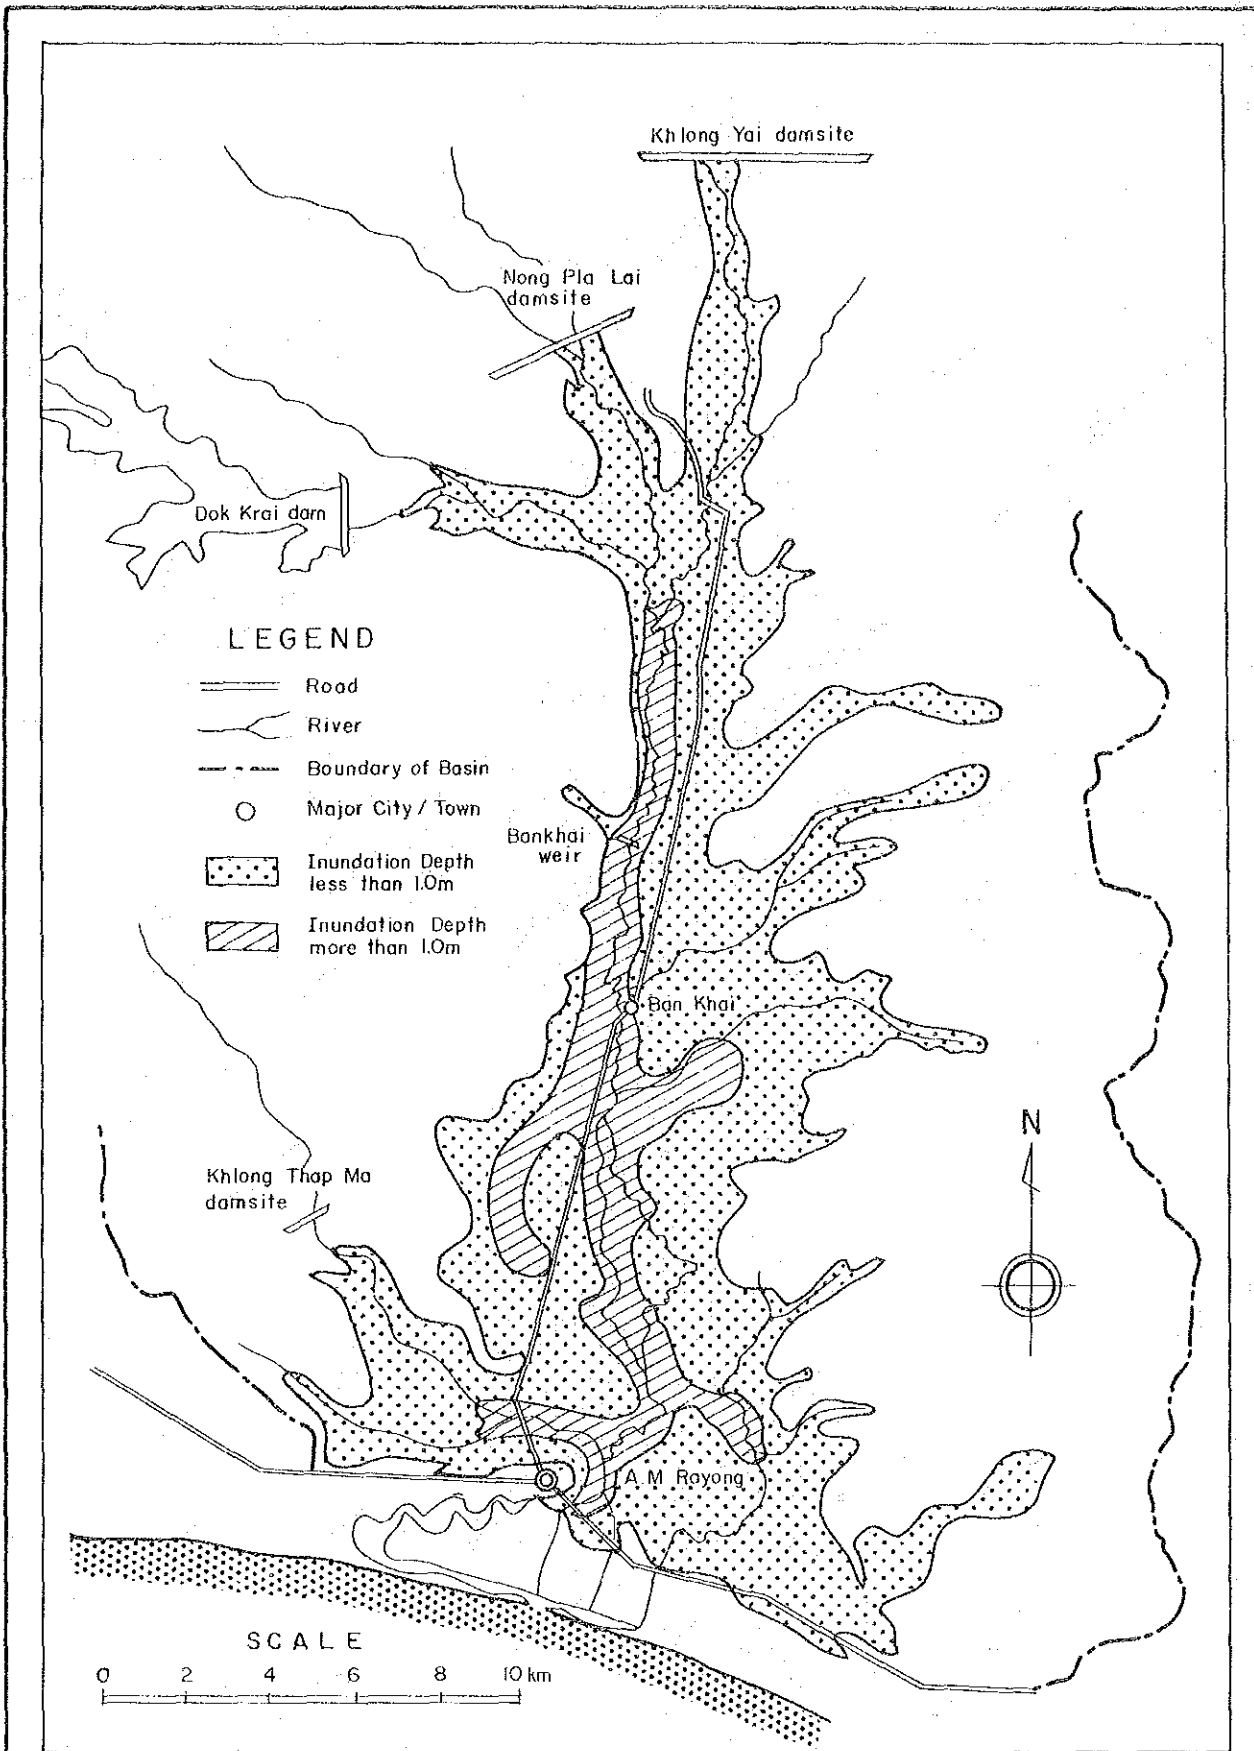 Khlong Yai damsite
Nong Pla Lai
damsite
Dok Krai dam
LEGEND
Road
River
Boundary of Basin
Major City / Town
Inundation Depth
less than 1.0m
Inundation Depth
more than 1.0m
Bankhai
weir
Ban Khai
N
Khlong Thap Ma
damsite
A.M Rayong
SCALE
0 2 4 6 8 10 km